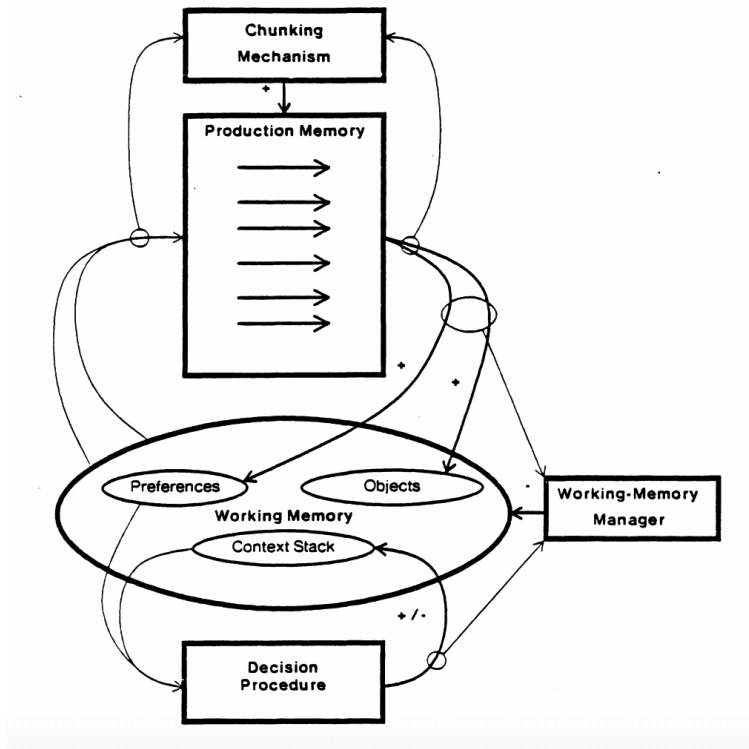 Chunking
Mechanism
+
Production Memory
+
+
Preferences
Objects
-
Working-Memory
Manager
Working Memory
Context Stack
+/-
Decision
Procedure